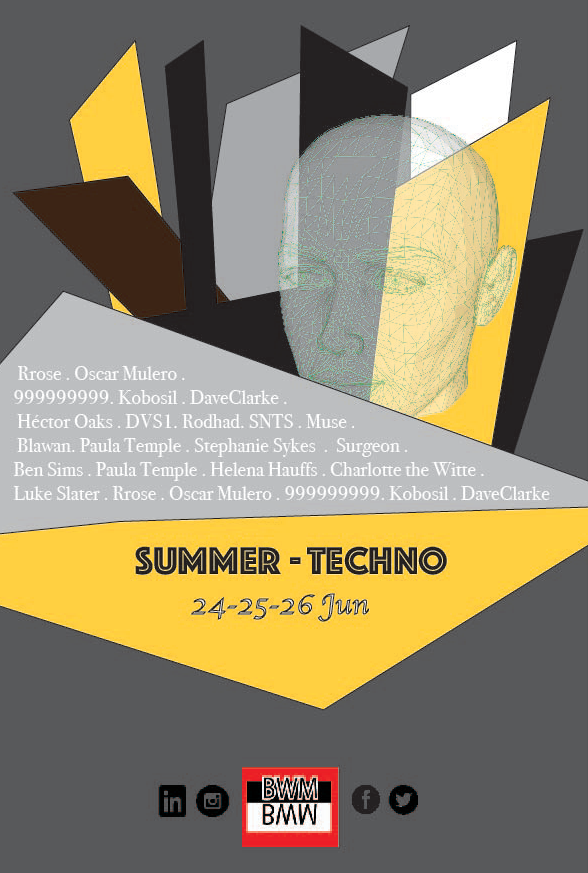 Rrose . Oscar Mulero .
999999999. Kobosil . DaveClarke .
Héctor Oaks . DVS1. Rodhad. SNTS . Muse .
Blawan. Paula Temple . Stephanie Sykes . Surgeon .
Ben Sims . Paula Temple . Helena Hauffs . Charlotte the Witte .
Luke Slater . Rrose . Oscar Mulero . 999999999. Kobosil . DaveClarke
SUMMER - TECHNO
24-25-26 Jun
BWM
BMW